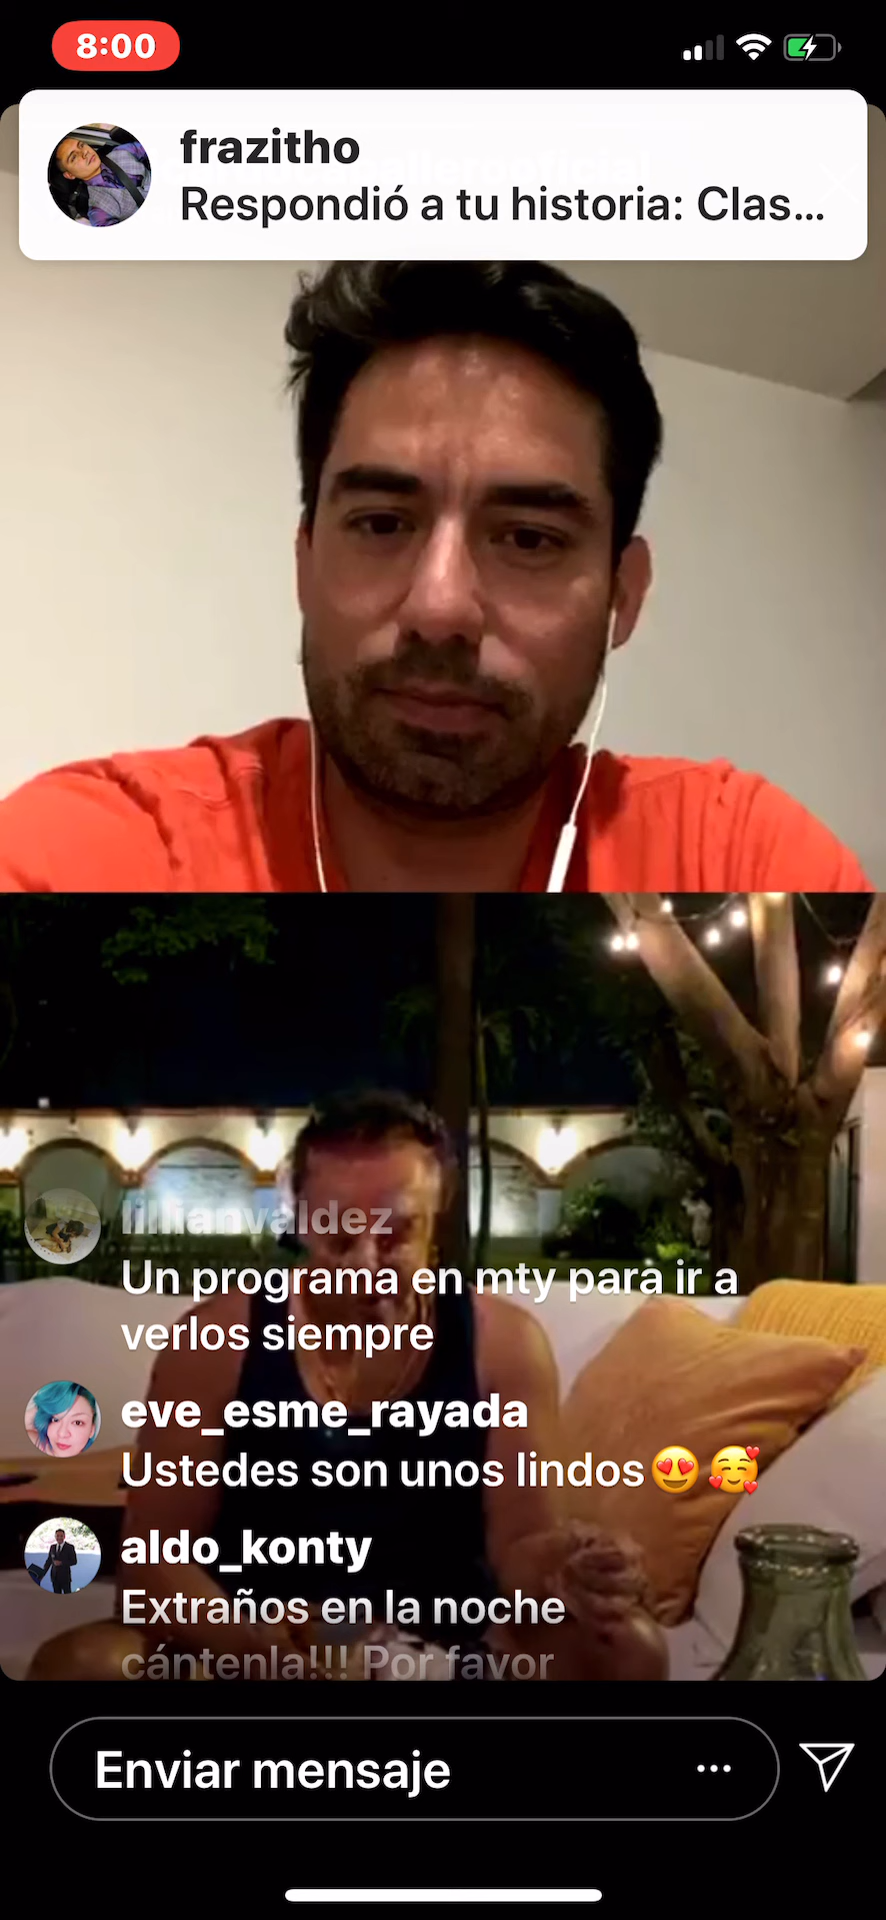 8:00
frazitho
Respondió a tu historia: Clas...
lillianvaldez
Un programa en mty para ir a
verlos siempre
eve_esme_rayada
Ustedes son unos lindos😍🥰
aldo_konty
Extraños en la noche
cántenla!!! Por favor
Enviar mensaje